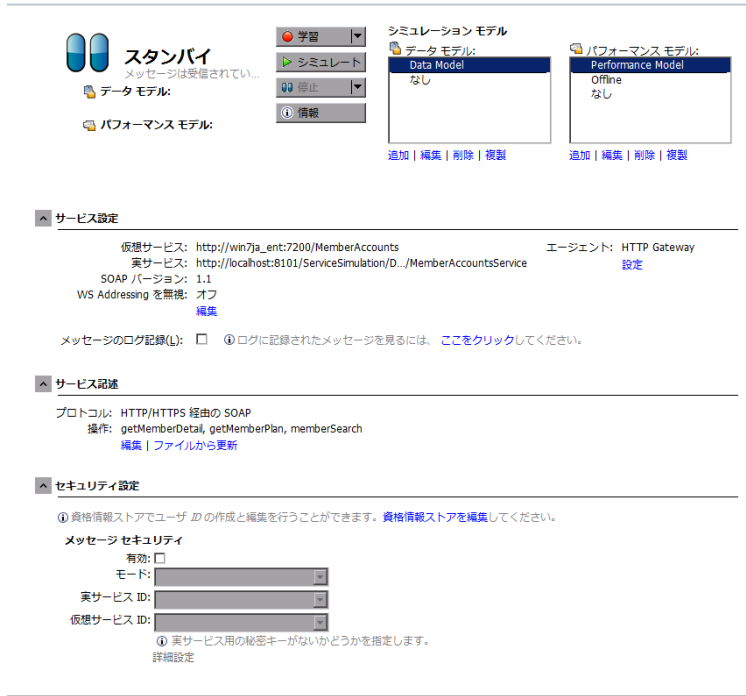 スタンバイ
メッセージは受信されてい...
データ モデル:
パフォーマンス モデル:
学習
シミュレート
停止
情報
シミュレーション モデル
データ モデル:
Data Model
なし
追加 | 編集 | 削除 | 複製
パフォーマンス モデル:
Performance Model
Offline
なし
追加 | 編集 | 削除 | 複製
サービス設定
仮想サービス: http://win7ja_ent:7200/MemberAccounts
エージェント: HTTP Gateway
実サービス: http://localhost:8101/ServiceSimulation/D.../MemberAccountsService
設定
SOAP バージョン: 1.1
WS Addressing を無視: オフ
編集
メッセージのログ記録(L): ログに記録されたメッセージを見るには、 ここをクリックしてください。
サービス記述
プロトコル: HTTP/HTTPS 経由の SOAP
操作: getMemberDetail, getMemberPlan, memberSearch
編集 | ファイルから更新
セキュリティ設定
資格情報ストアでユーザ ID の作成と編集を行うことができます。資格情報ストアを編集してください。
メッセージ セキュリティ
有効:
モード:
実サービス ID:
仮想サービス ID:
実サービス用の秘密キーがないかどうかを指定します。
詳細設定